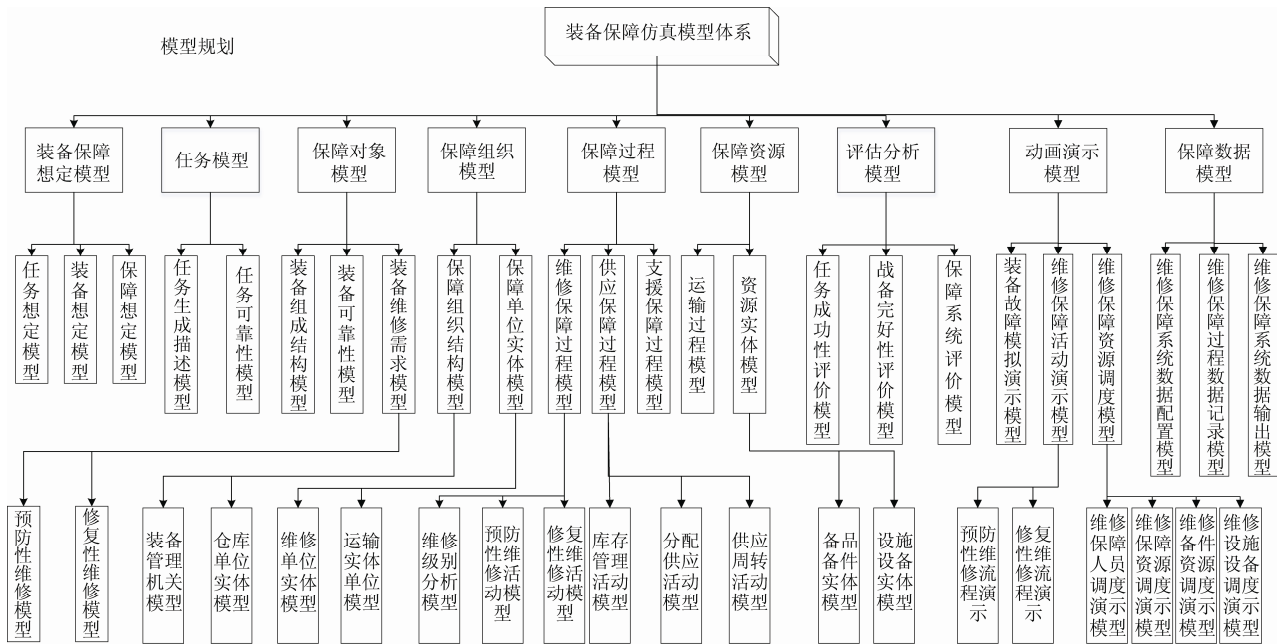 模型规划
装备保障仿真模型体系
装备保障
想定模型
任务模型
保障对象
模型
保障组织
模型
保障过程
模型
保障资源
模型
评估分析
模型
动画演示
模型
保障数据
模型
任务想定模型
装备想定模型
保障想定模型
任务生成描述模型
任务可靠性模型
装备组成结构模型
装备可靠性模型
装备维修需求模型
保障组织结构模型
保障单位实体模型
维修保障过程模型
供应保障过程模型
支援保障过程模型
运输过程模型
资源实体模型
任务成功性评价模型
战备完好性评价模型
保障系统评价模型
装备故障模拟演示模型
维修保障活动演示模型
维修保障资源调度模型
维修保障系统数据配置模型
维修保障过程数据记录模型
维修保障系统数据输出模型
预防性维修模型
修复性维修模型
装备管理机关模型
仓库单位实体模型
维修单位实体模型
运输实体单位模型
维修级别分析模型
预防性维修活动模型
修复性维修活动模型
库存管理活动模型
分配供应活动模型
供应周转活动模型
备品备件实体模型
设施设备实体模型
预防性维修流程演示
修复性维修流程演示
维修保障人员调度演示模型
维修保障资源调度演示模型
维修备件资源调度演示模型
维修设施设备调度演示模型